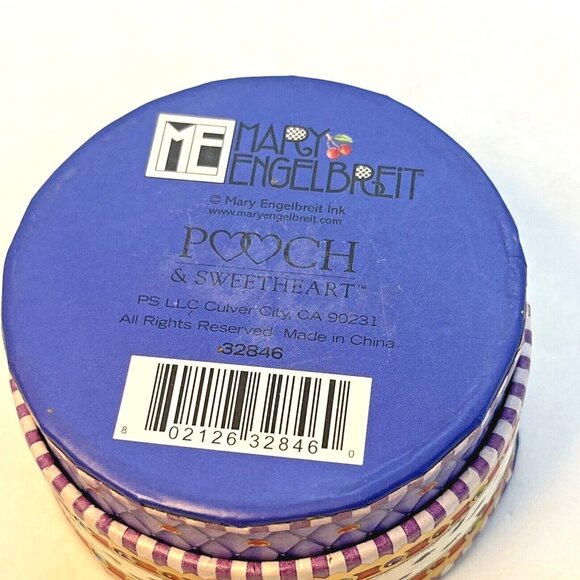 ME MARY
ENGELBREIT
© Mary Engelbreit Ink
www.maryengelbreit.com
POOCH
& SWEETHEART™
PS LLC Culver City, CA 90231
All Rights Reserved Made in China
32846
8 02126 32846 0